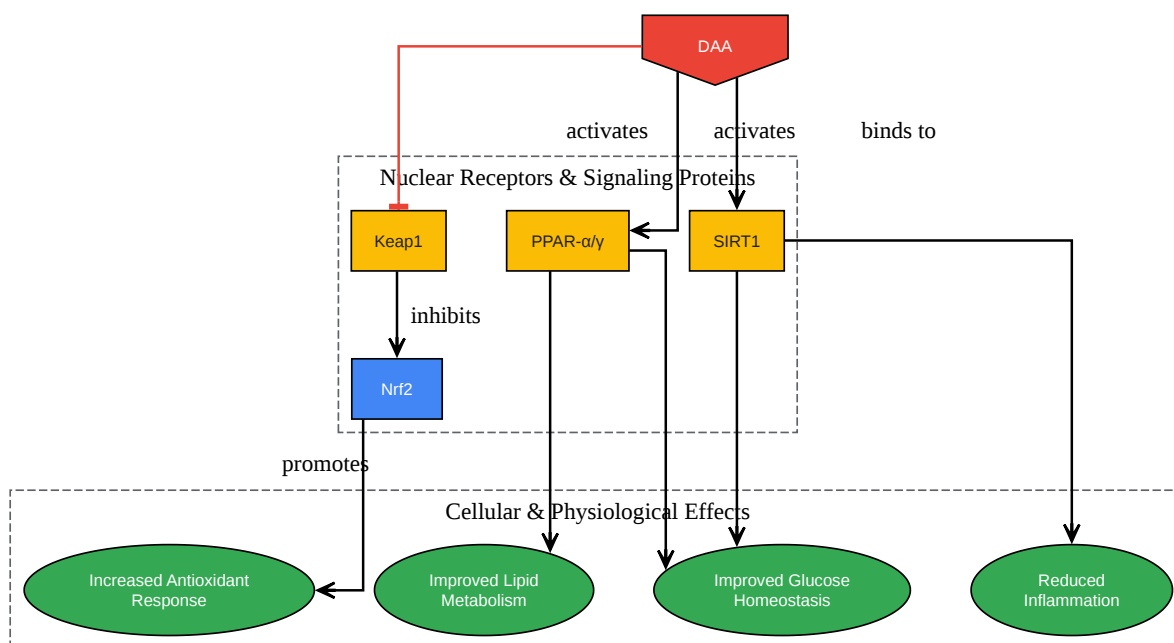 DAA
activates
activates
binds to
Nuclear Receptors & Signaling Proteins
Keap1
PPAR-α/γ
SIRT1
inhibits
Nrf2
promotes
Cellular & Physiological Effects
Increased Antioxidant
Response
Improved Lipid
Metabolism
Improved Glucose
Homeostasis
Reduced
Inflammation